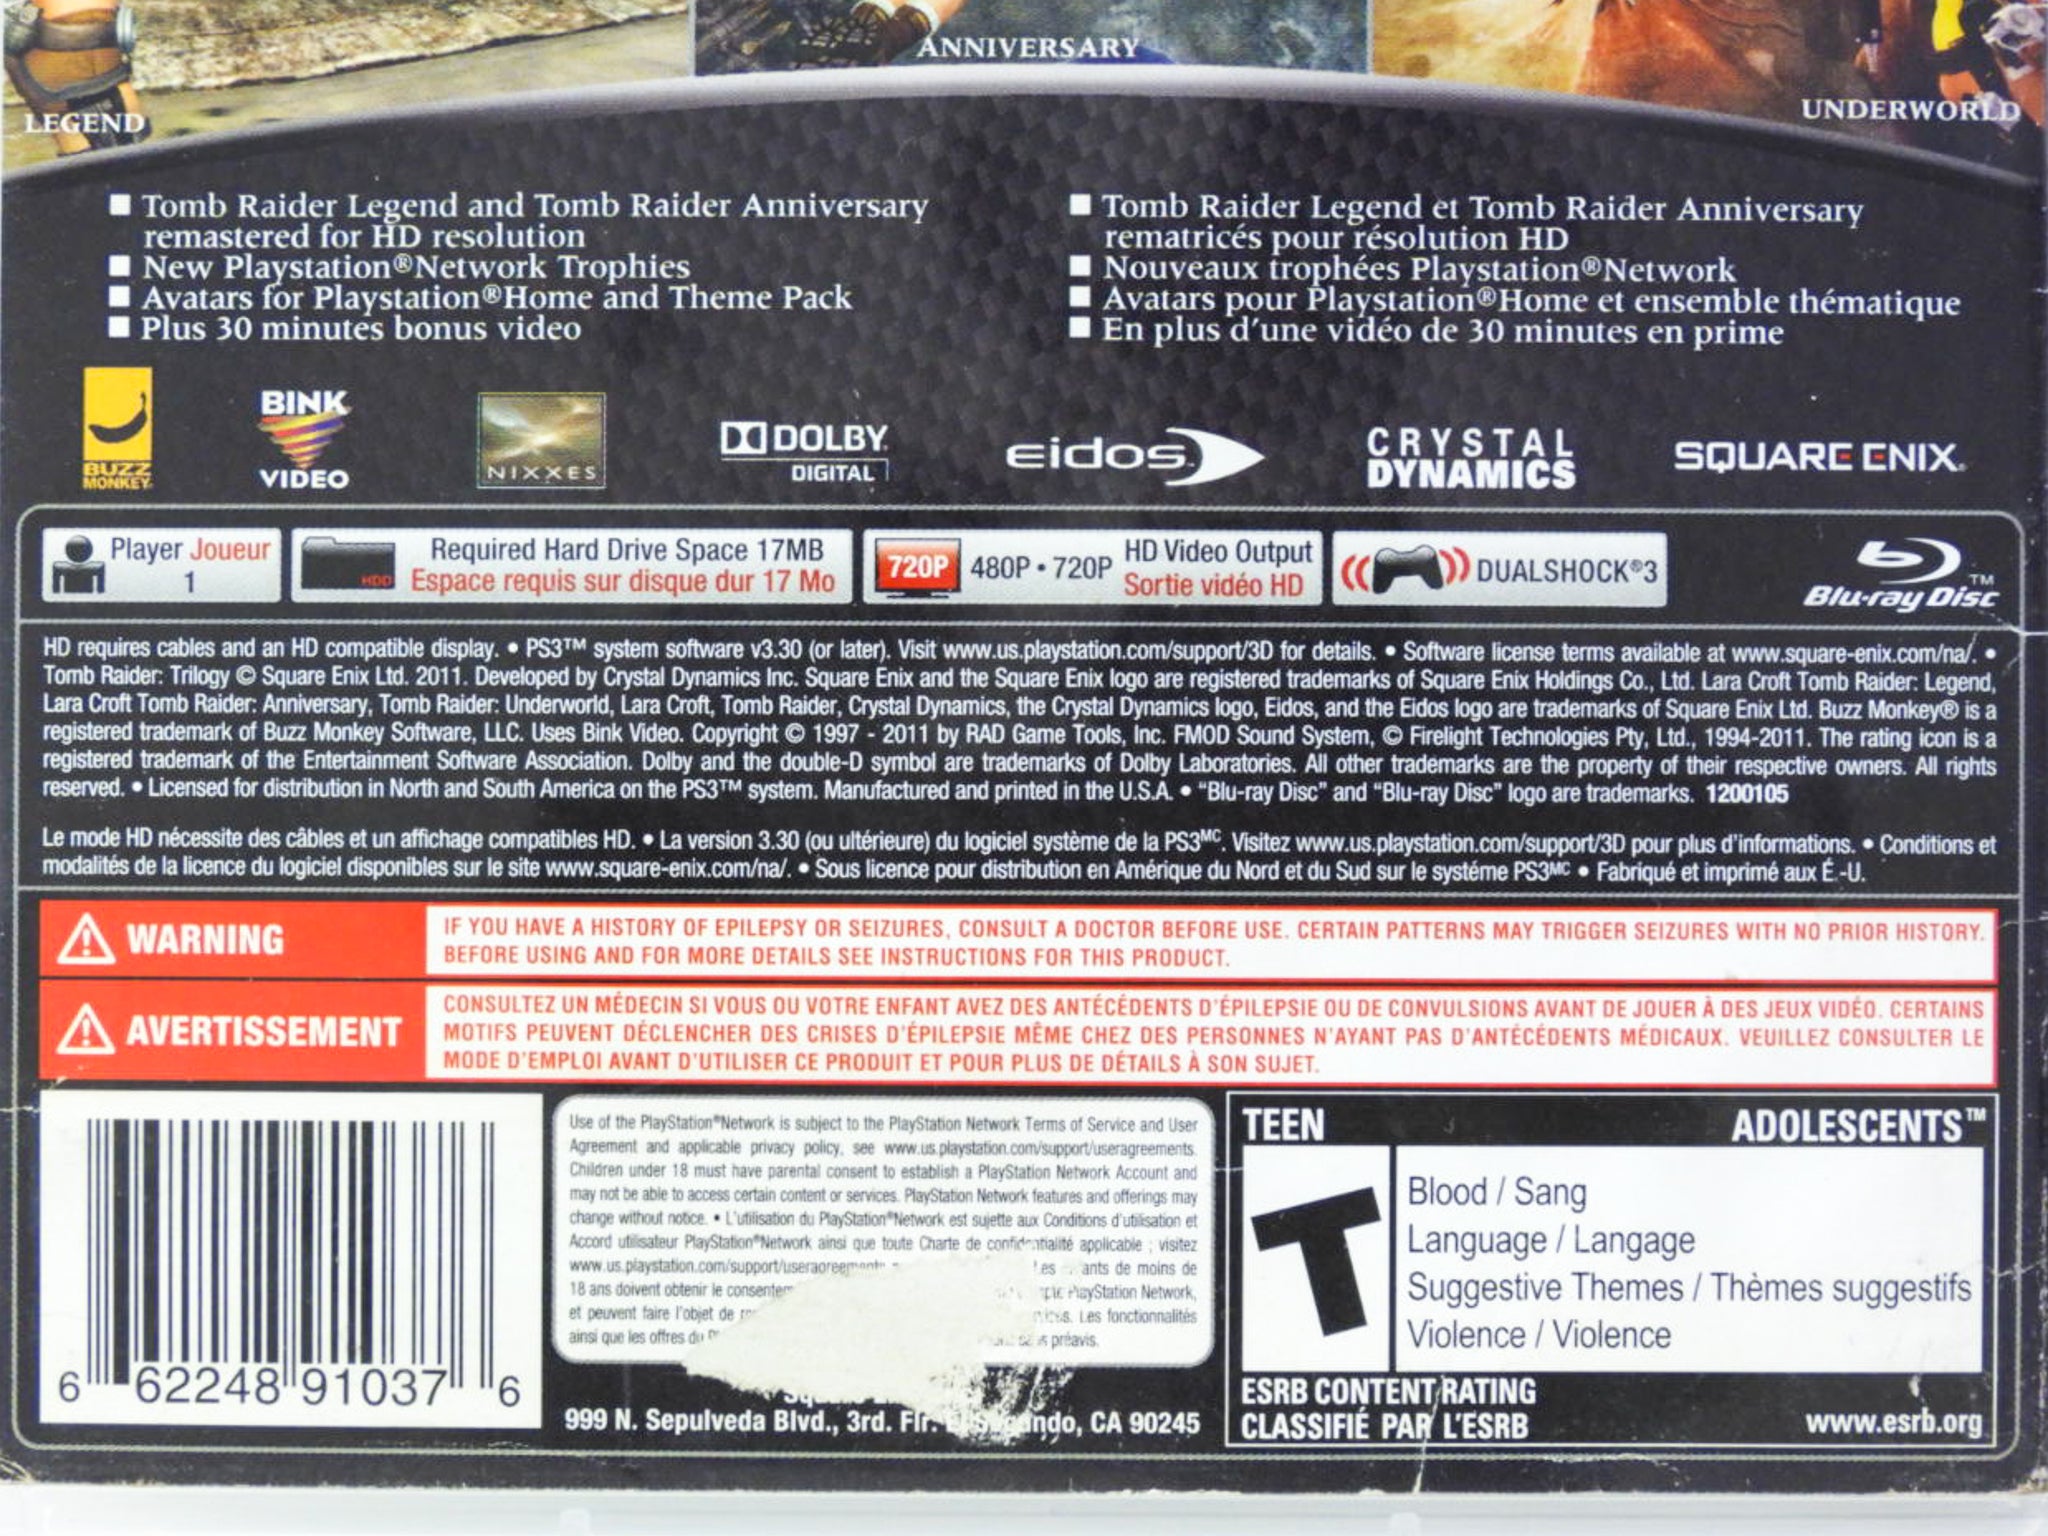 ANNIVERSARY
LEGEND
UNDERWORLD
■ Tomb Raider Legend and Tomb Raider Anniversary
remastered for HD resolution
■ New Playstation®Network Trophies
■ Avatars for Playstation®Home and Theme Pack
■ Plus 30 minutes bonus video
■ Tomb Raider Legend et Tomb Raider Anniversary
rematricés pour résolution HD
■ Nouveaux trophées Playstation®Network
■ Avatars pour Playstation®Home et ensemble thématique
■ En plus d'une vidéo de 30 minutes en prime
BUZZ
MONKEY
BINK
VIDEO
NIXXES
DOLBY
DIGITAL
eidos
CRYSTAL
DYNAMICS
SQUARE ENIX
Player Joueur
1
HDD
Required Hard Drive Space 17MB
Espace requis sur disque dur 17 Mo
720P
480P • 720P
HD Video Output
Sortie vidéo HD
DUALSHOCK®3
Blu-ray Disc™
HD requires cables and an HD compatible display. • PS3™ system software v3.30 (or later). Visit www.us.playstation.com/support/3D for details. • Software license terms available at www.square-enix.com/na/. •
Tomb Raider: Trilogy © Square Enix Ltd. 2011. Developed by Crystal Dynamics Inc. Square Enix and the Square Enix logo are registered trademarks of Square Enix Holdings Co., Ltd. Lara Croft Tomb Raider: Legend,
Lara Croft Tomb Raider: Anniversary, Tomb Raider: Underworld, Lara Croft, Tomb Raider, Crystal Dynamics, the Crystal Dynamics logo, Eidos, and the Eidos logo are trademarks of Square Enix Ltd. Buzz Monkey® is a
registered trademark of Buzz Monkey Software, LLC. Uses Bink Video. Copyright © 1997 - 2011 by RAD Game Tools, Inc. FMOD Sound System, © Firelight Technologies Pty, Ltd., 1994-2011. The rating icon is a
registered trademark of the Entertainment Software Association. Dolby and the double-D symbol are trademarks of Dolby Laboratories. All other trademarks are the property of their respective owners. All rights
reserved. • Licensed for distribution in North and South America on the PS3™ system. Manufactured and printed in the U.S.A. • “Blu-ray Disc” and “Blu-ray Disc” logo are trademarks. 1200105
Le mode HD nécessite des câbles et un affichage compatibles HD. • La version 3.30 (ou ultérieure) du logiciel système de la PS3MC. Visitez www.us.playstation.com/support/3D pour plus d'informations. • Conditions et
modalités de la licence du logiciel disponibles sur le site www.square-enix.com/na/. • Sous licence pour distribution en Amérique du Nord et du Sud sur le systéme PS3MC • Fabriqué et imprimé aux É.-U.
WARNING
IF YOU HAVE A HISTORY OF EPILEPSY OR SEIZURES, CONSULT A DOCTOR BEFORE USE. CERTAIN PATTERNS MAY TRIGGER SEIZURES WITH NO PRIOR HISTORY.
BEFORE USING AND FOR MORE DETAILS SEE INSTRUCTIONS FOR THIS PRODUCT.
AVERTISSEMENT
CONSULTEZ UN MÉDECIN SI VOUS OU VOTRE ENFANT AVEZ DES ANTÉCÉDENTS D'ÉPILEPSIE OU DE CONVULSIONS AVANT DE JOUER À DES JEUX VIDÉO. CERTAINS
MOTIFS PEUVENT DÉCLENCHER DES CRISES D'ÉPILEPSIE MÊME CHEZ DES PERSONNES N'AYANT PAS D'ANTÉCÉDENTS MÉDICAUX. VEUILLEZ CONSULTER LE
MODE D'EMPLOI AVANT D'UTILISER CE PRODUIT ET POUR PLUS DE DÉTAILS À SON SUJET.
6 62248 91037 6
Use of the PlayStation®Network is subject to the PlayStation Network Terms of Service and User
Agreement and applicable privacy policy, see www.us.playstation.com/support/useragreements.
Children under 18 must have parental consent to establish a PlayStation Network Account and
may not be able to access certain content or services. PlayStation Network features and offerings may
change without notice. • L'utilisation du PlayStation®Network est sujette aux Conditions d'utilisation et
Accord utilisateur PlayStation®Network ainsi que toute Charte de confidentialité applicable ; visitez
www.us.playstation.com/support/useragreements de moins de
18 ans doivent obtenir le PlayStation Network,
et peuvent faire l'objet de Les fonctionnalités
ainsi que les offres du préavis.
999 N. Sepulveda Blvd., 3rd. Flr. CA 90245
TEEN
ADOLESCENTS™
T
Blood / Sang
Language / Langage
Suggestive Themes / Thèmes suggestifs
Violence / Violence
ESRB CONTENT RATING
CLASSIFIÉ PAR L'ESRB
www.esrb.org